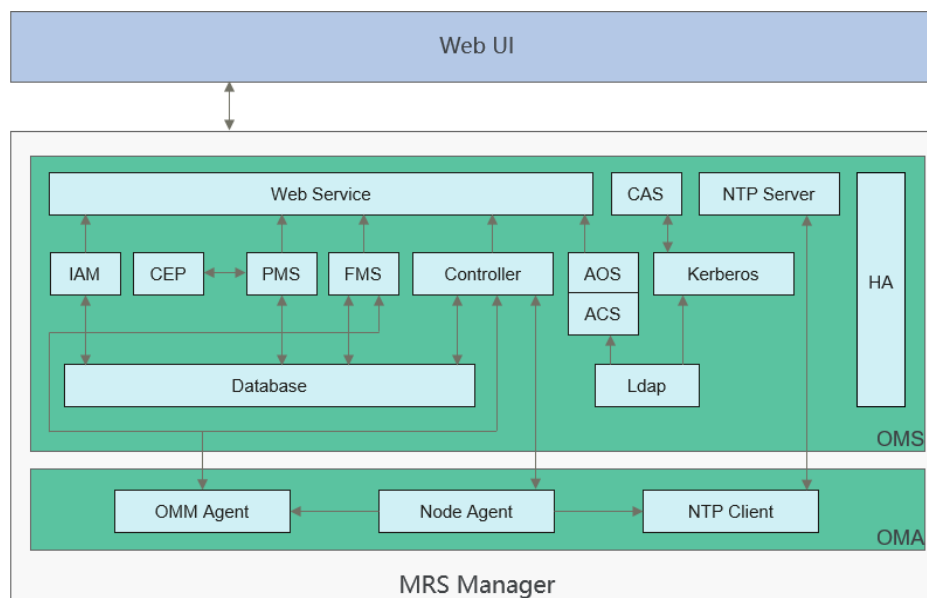 Web UI
Web Service
CAS
NTP Server
IAM
CEP
PMS
FMS
Controller
AOS
Kerberos
HA
ACS
Database
Ldap
OMS
OMM Agent
Node Agent
NTP Client
OMA
MRS Manager